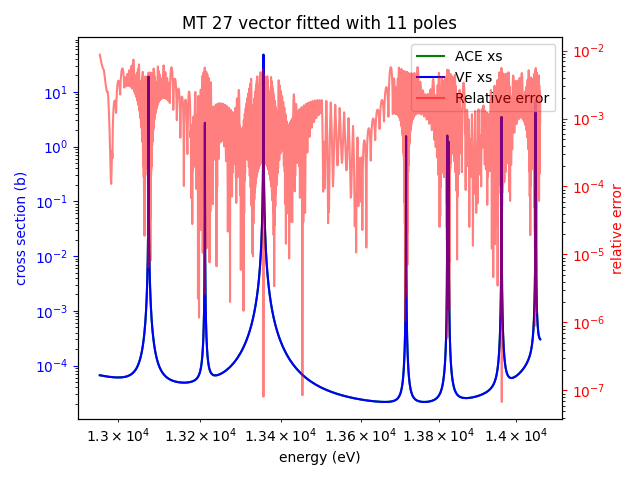 MT 27 vector fitted with 11 poles
ACE xs
VF xs
Relative error
cross section (b)
10¹
10⁰
10⁻¹
10⁻²
10⁻³
10⁻⁴
10⁻²
10⁻³
10⁻⁴
10⁻⁵
10⁻⁶
10⁻⁷
relative error
1.3 × 10⁴ 1.32 × 10⁴ 1.34 × 10⁴ 1.36 × 10⁴ 1.38 × 10⁴ 1.4 × 10⁴
energy (eV)